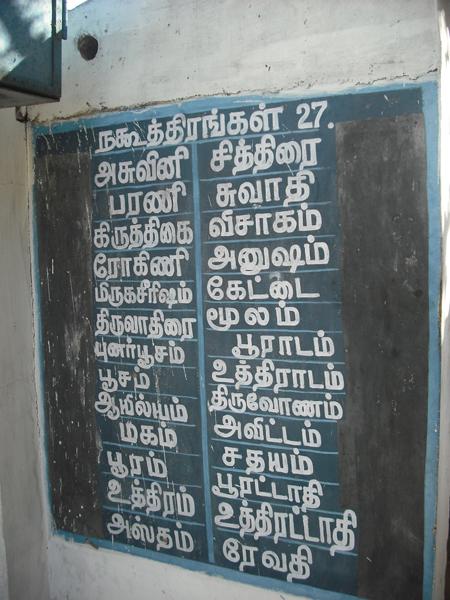 நக்ஷத்திரங்கள் 27.
அசுவினி
பரணி
கிருத்திகை
ரோகிணி
மிருகசீரிஷம்
திருவாதிரை
புனர்பூசம்
பூசம்
ஆயில்யம்
மகம்
பூரம்
உத்திரம்
அஸ்தம்
சித்திரை
சுவாதி
விசாகம்
அனுஷம்
கேட்டை
மூலம்
பூராடம்
உத்திராடம்
திருவோணம்
அவிட்டம்
சதயம்
பூரட்டாதி
உத்திரட்டாதி
ரேவதி